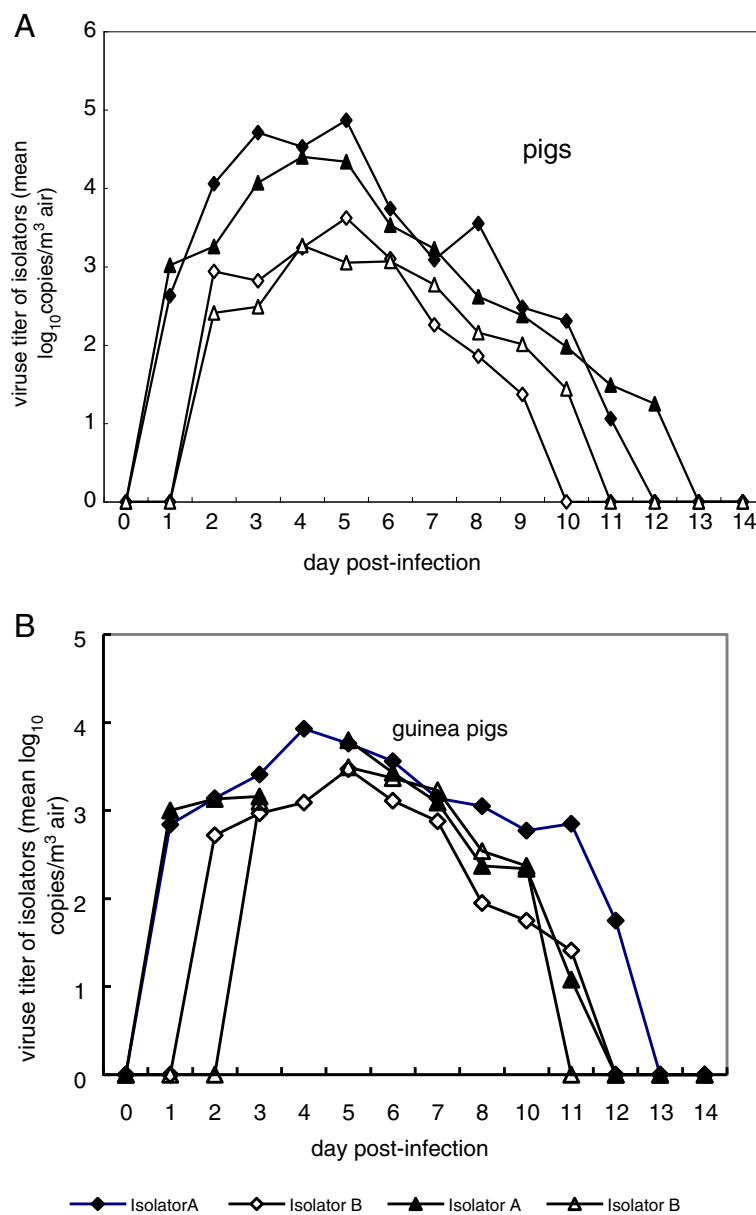 A
viruse titer of isolators (mean
log10copies/m3 air)
6
5
4
3
2
1
0
pigs
0 1 2 3 4 5 6 7 8 9 10 11 12 13 14
day post-infection
B
viruse titer of isolators (mean log10
copies/m3 air)
5
4
3
2
1
0
guinea pigs
0 1 2 3 4 5 6 7 8 10 11 12 13 14
day post-infection
IsolatorA Isolator B Isolator A Isolator B